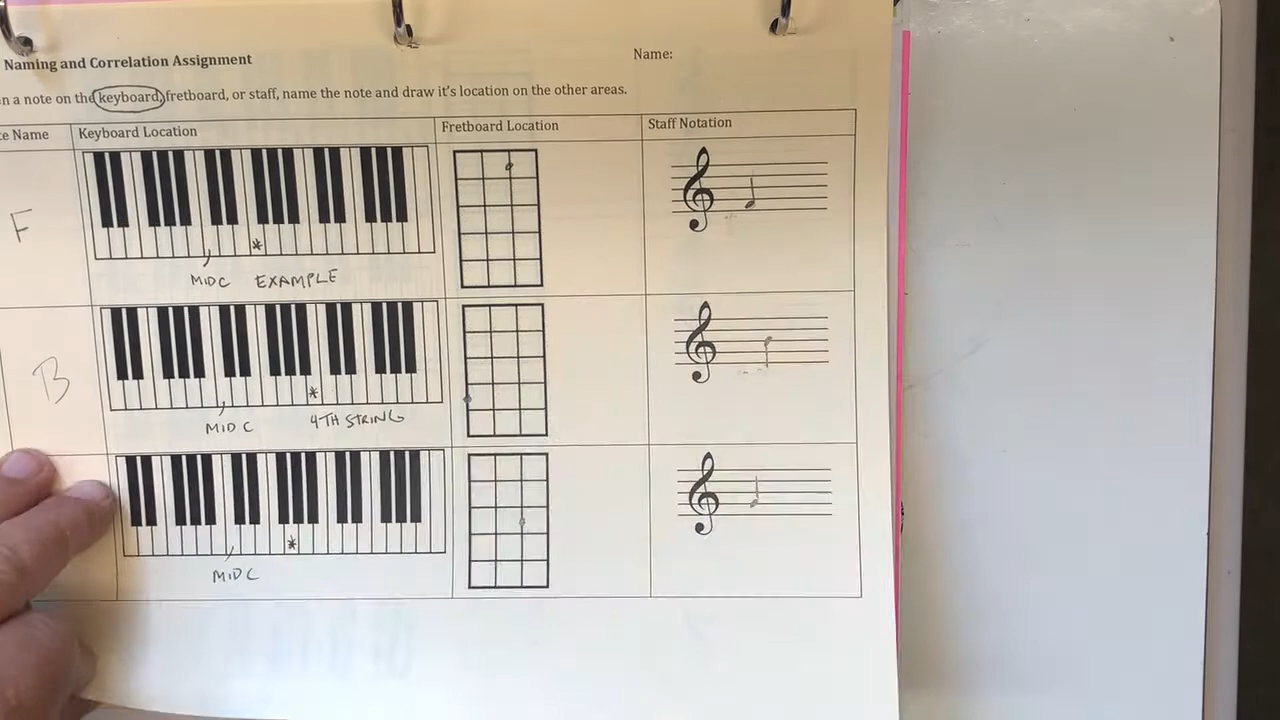 Naming and Correlation Assignment
Name:
n a note on the keyboard, fretboard, or staff, name the note and draw it's location on the other areas.
te Name
Keyboard Location
Fretboard Location
Staff Notation
F
MID C EXAMPLE
B
MID C 4TH STRING
MID C